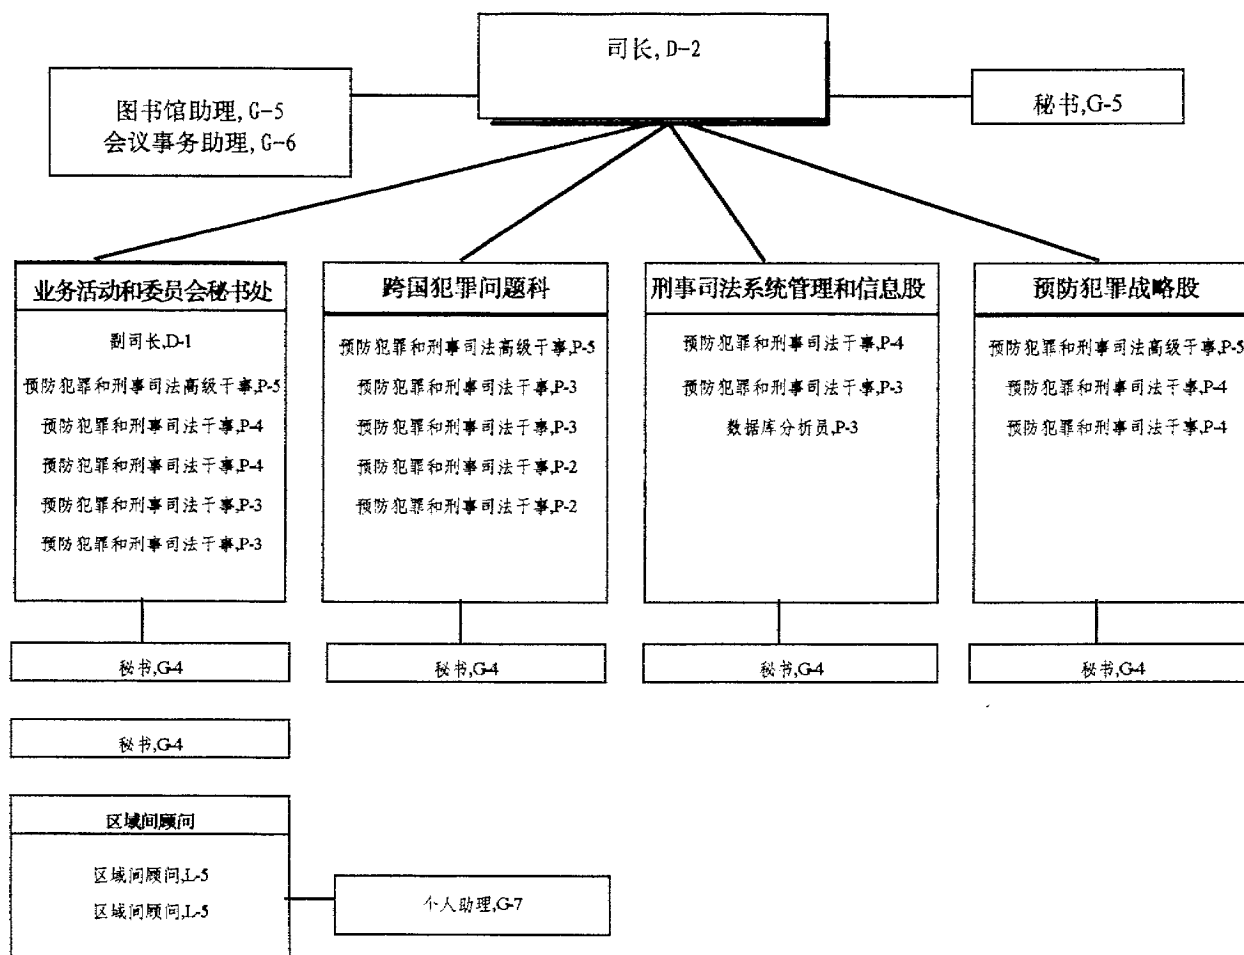 司长, D-2
图书馆助理, G-5
会议事务助理, G-6
秘书,G-5
业务活动和委员会秘书处
副司长,D-1
预防犯罪和刑事司法高级干事,P-5
预防犯罪和刑事司法干事,P-4
预防犯罪和刑事司法干事,P-4
预防犯罪和刑事司法干事,P-3
预防犯罪和刑事司法干事,P-3
秘书,G-4
秘书,G-4
跨国犯罪问题科
预防犯罪和刑事司法高级干事,P-5
预防犯罪和刑事司法干事,P-3
预防犯罪和刑事司法干事,P-3
预防犯罪和刑事司法干事,P-2
预防犯罪和刑事司法干事,P-2
秘书,G-4
刑事司法系统管理和信息股
预防犯罪和刑事司法干事,P-4
预防犯罪和刑事司法干事,P-3
数据库分析员,P-3
秘书,G-4
预防犯罪战略股
预防犯罪和刑事司法高级干事,P-5
预防犯罪和刑事司法干事,P-4
预防犯罪和刑事司法干事,P-4
秘书,G-4
区域间顾问
区域间顾问,L-5
区域间顾问,L-5
个人助理,G-7